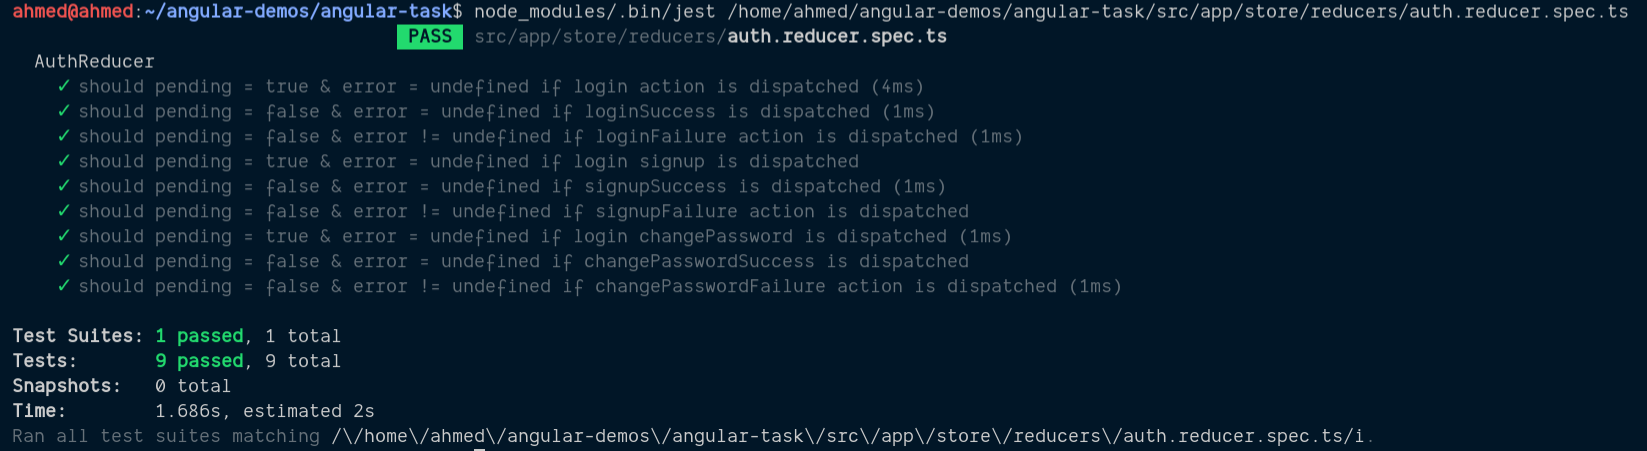 ahmed@ahmed:~/angular-demos/angular-task$ node_modules/.bin/jest /home/ahmed/angular-demos/angular-task/src/app/store/reducers/auth.reducer.spec.ts
PASS src/app/store/reducers/auth.reducer.spec.ts
AuthReducer
✓ should pending = true & error = undefined if login action is dispatched (4ms)
✓ should pending = false & error = undefined if loginSuccess is dispatched (1ms)
✓ should pending = false & error != undefined if loginFailure action is dispatched (1ms)
✓ should pending = true & error = undefined if login signup is dispatched
✓ should pending = false & error = undefined if signupSuccess is dispatched (1ms)
✓ should pending = false & error != undefined if signupFailure action is dispatched
✓ should pending = true & error = undefined if login changePassword is dispatched (1ms)
✓ should pending = false & error = undefined if changePasswordSuccess is dispatched
✓ should pending = false & error != undefined if changePasswordFailure action is dispatched (1ms)
Test Suites: 1 passed, 1 total
Tests: 9 passed, 9 total
Snapshots: 0 total
Time: 1.686s, estimated 2s
Ran all test suites matching /\/home\/ahmed\/angular-demos\/angular-task\/src\/app\/store\/reducers\/auth.reducer.spec.ts/i.